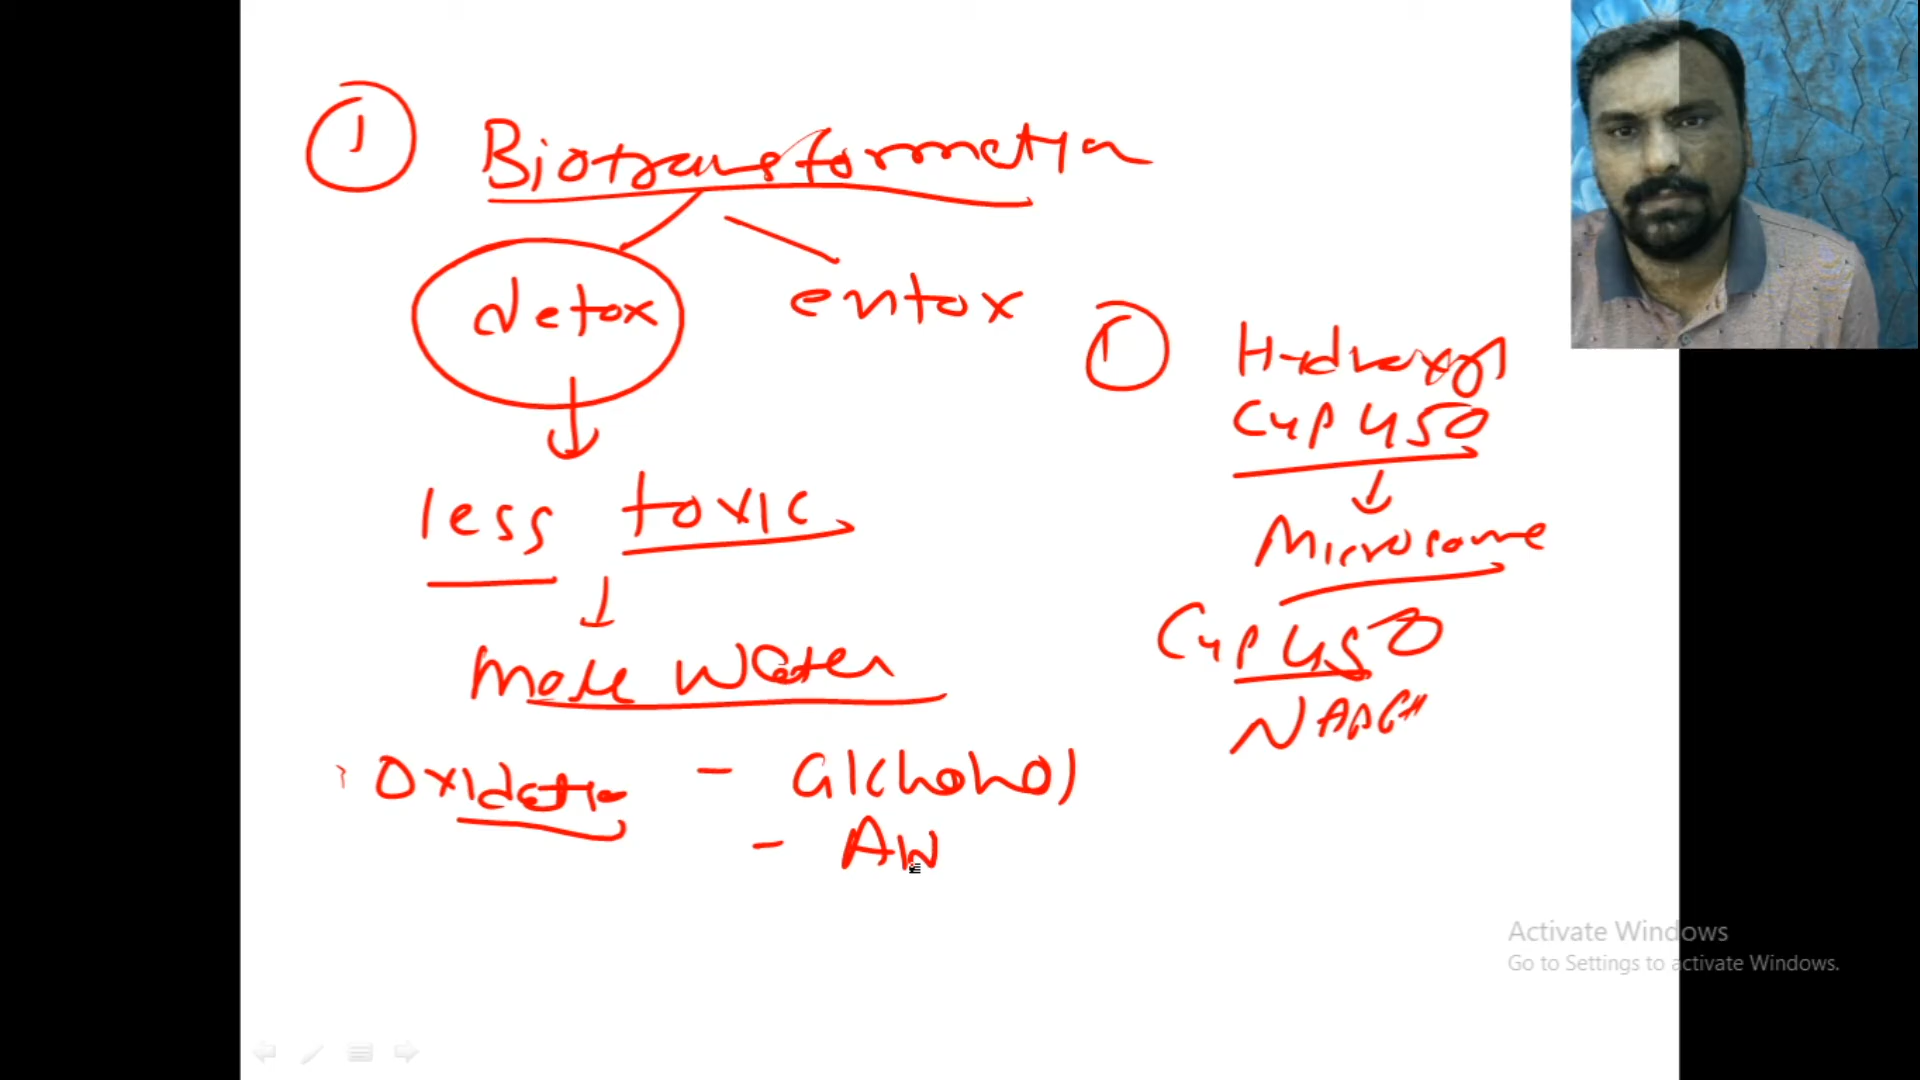 1 Biotransformation
detox entox
less toxic
more water
Oxidation - alchohol
- AW
1 Hydroxyl
Cyp 450
Microsome
Cyp 450
NADPH
Activate Windows
Go to Settings to activate Windows.